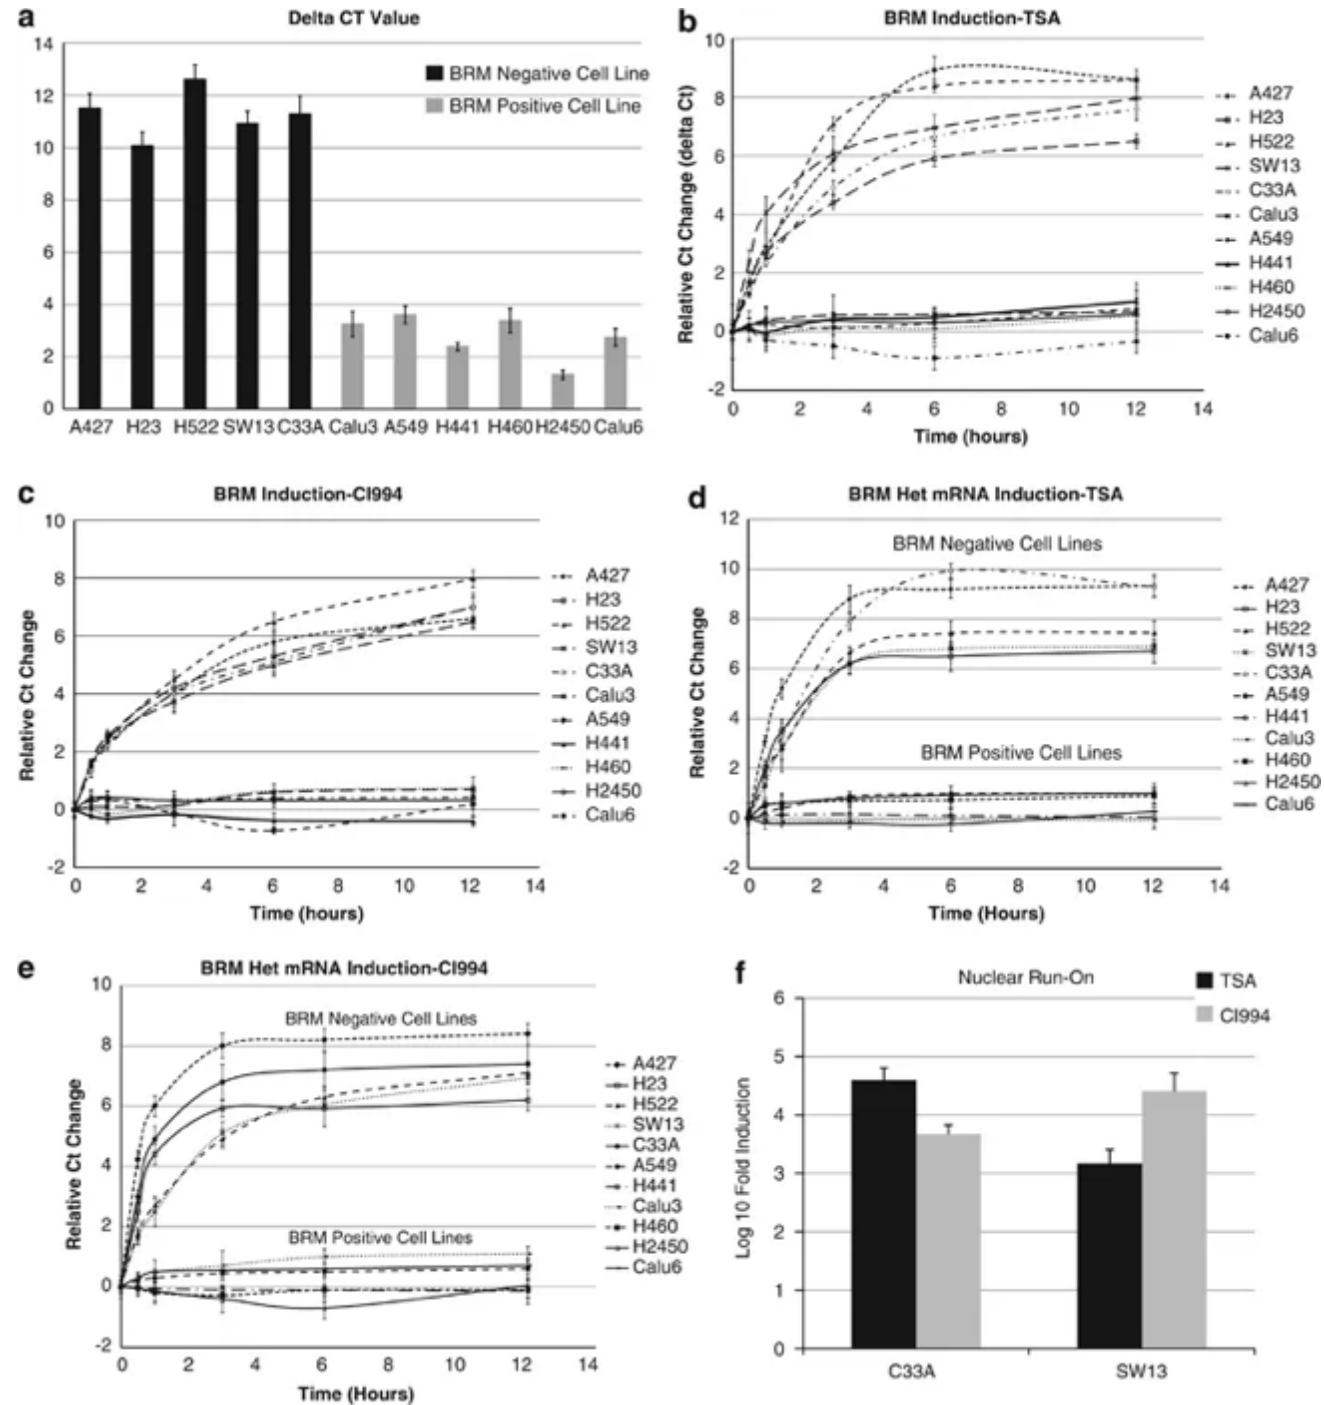 a
Delta CT Value
14
12
10
8
6
4
2
0
BRM Negative Cell Line
BRM Positive Cell Line
A427 H23 H522 SW13 C33A Calu3 A549 H441 H460 H2450 Calu6
b
BRM Induction-TSA
Relative Ct Change (delta Ct)
10
8
6
4
2
0
-2
0 2 4 6 8 10 12 14
Time (hours)
A427
H23
H522
SW13
C33A
Calu3
A549
H441
H460
H2450
Calu6
c
BRM Induction-CI994
Relative Ct Change
10
8
6
4
2
0
-2
0 2 4 6 8 10 12 14
Time (hours)
A427
H23
H522
SW13
C33A
Calu3
A549
H441
H460
H2450
Calu6
d
BRM Het mRNA Induction-TSA
Relative Ct Change
12
10
8
6
4
2
0
-2
BRM Negative Cell Lines
BRM Positive Cell Lines
0 2 4 6 8 10 12 14
Time (Hours)
A427
H23
H522
SW13
C33A
A549
H441
Calu3
H460
H2450
Calu6
e
BRM Het mRNA Induction-CI994
Relative Ct Change
10
8
6
4
2
0
-2
BRM Negative Cell Lines
BRM Positive Cell Lines
0 2 4 6 8 10 12 14
Time (Hours)
A427
H23
H522
SW13
C33A
A549
H441
Calu3
H460
H2450
Calu6
f
Nuclear Run-On
TSA
CI994
Log 10 Fold Induction
6
5
4
3
2
1
0
C33A SW13